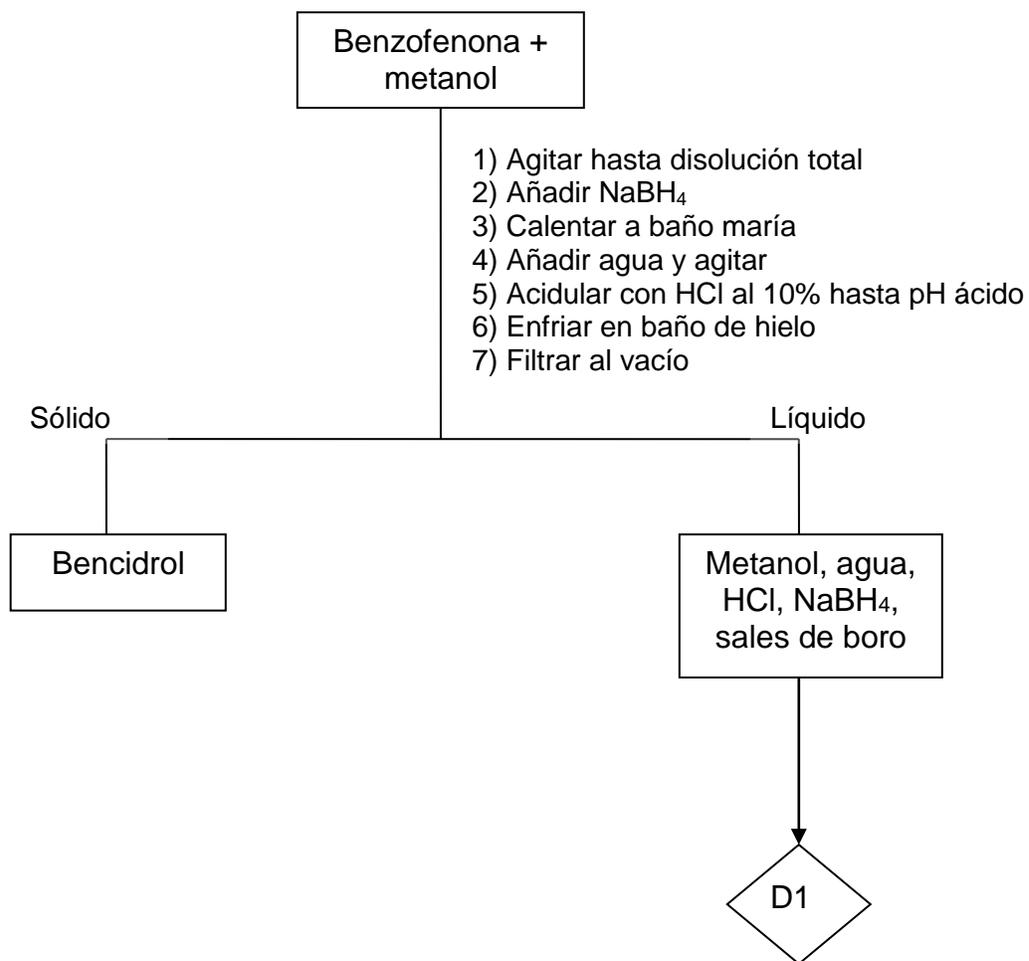 Benzofenona +
metanol
1) Agitar hasta disolución total
2) Añadir NaBH₄
3) Calentar a baño maría
4) Añadir agua y agitar
5) Acidular con HCl al 10% hasta pH ácido
6) Enfriar en baño de hielo
7) Filtrar al vacío
Sólido
Líquido
Bencidrol
Metanol, agua,
HCl, NaBH₄,
sales de boro
D1